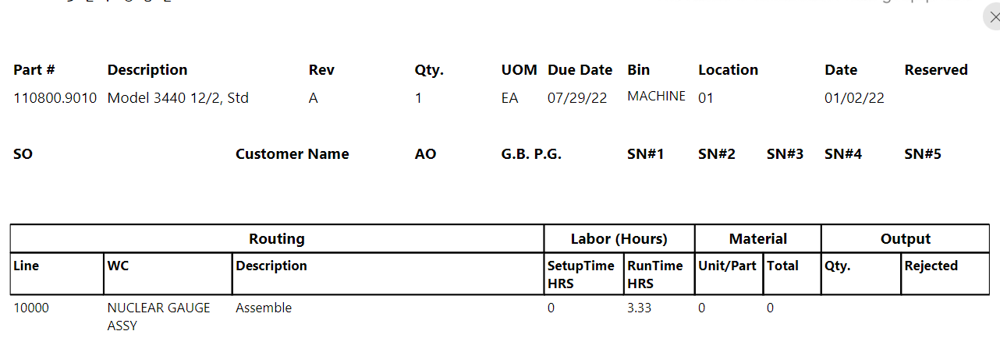 Part # Description Rev Qty. UOM Due Date Bin Location Date Reserved
110800.9010 Model 3440 12/2, Std A 1 EA 07/29/22 MACHINE 01 01/02/22
SO Customer Name AO G.B. P.G. SN#1 SN#2 SN#3 SN#4 SN#5
Routing Labor (Hours) Material Output
Line WC Description SetupTime HRS RunTime HRS Unit/Part Total Qty. Rejected
10000 NUCLEAR GAUGE ASSY Assemble 0 3.33 0 0